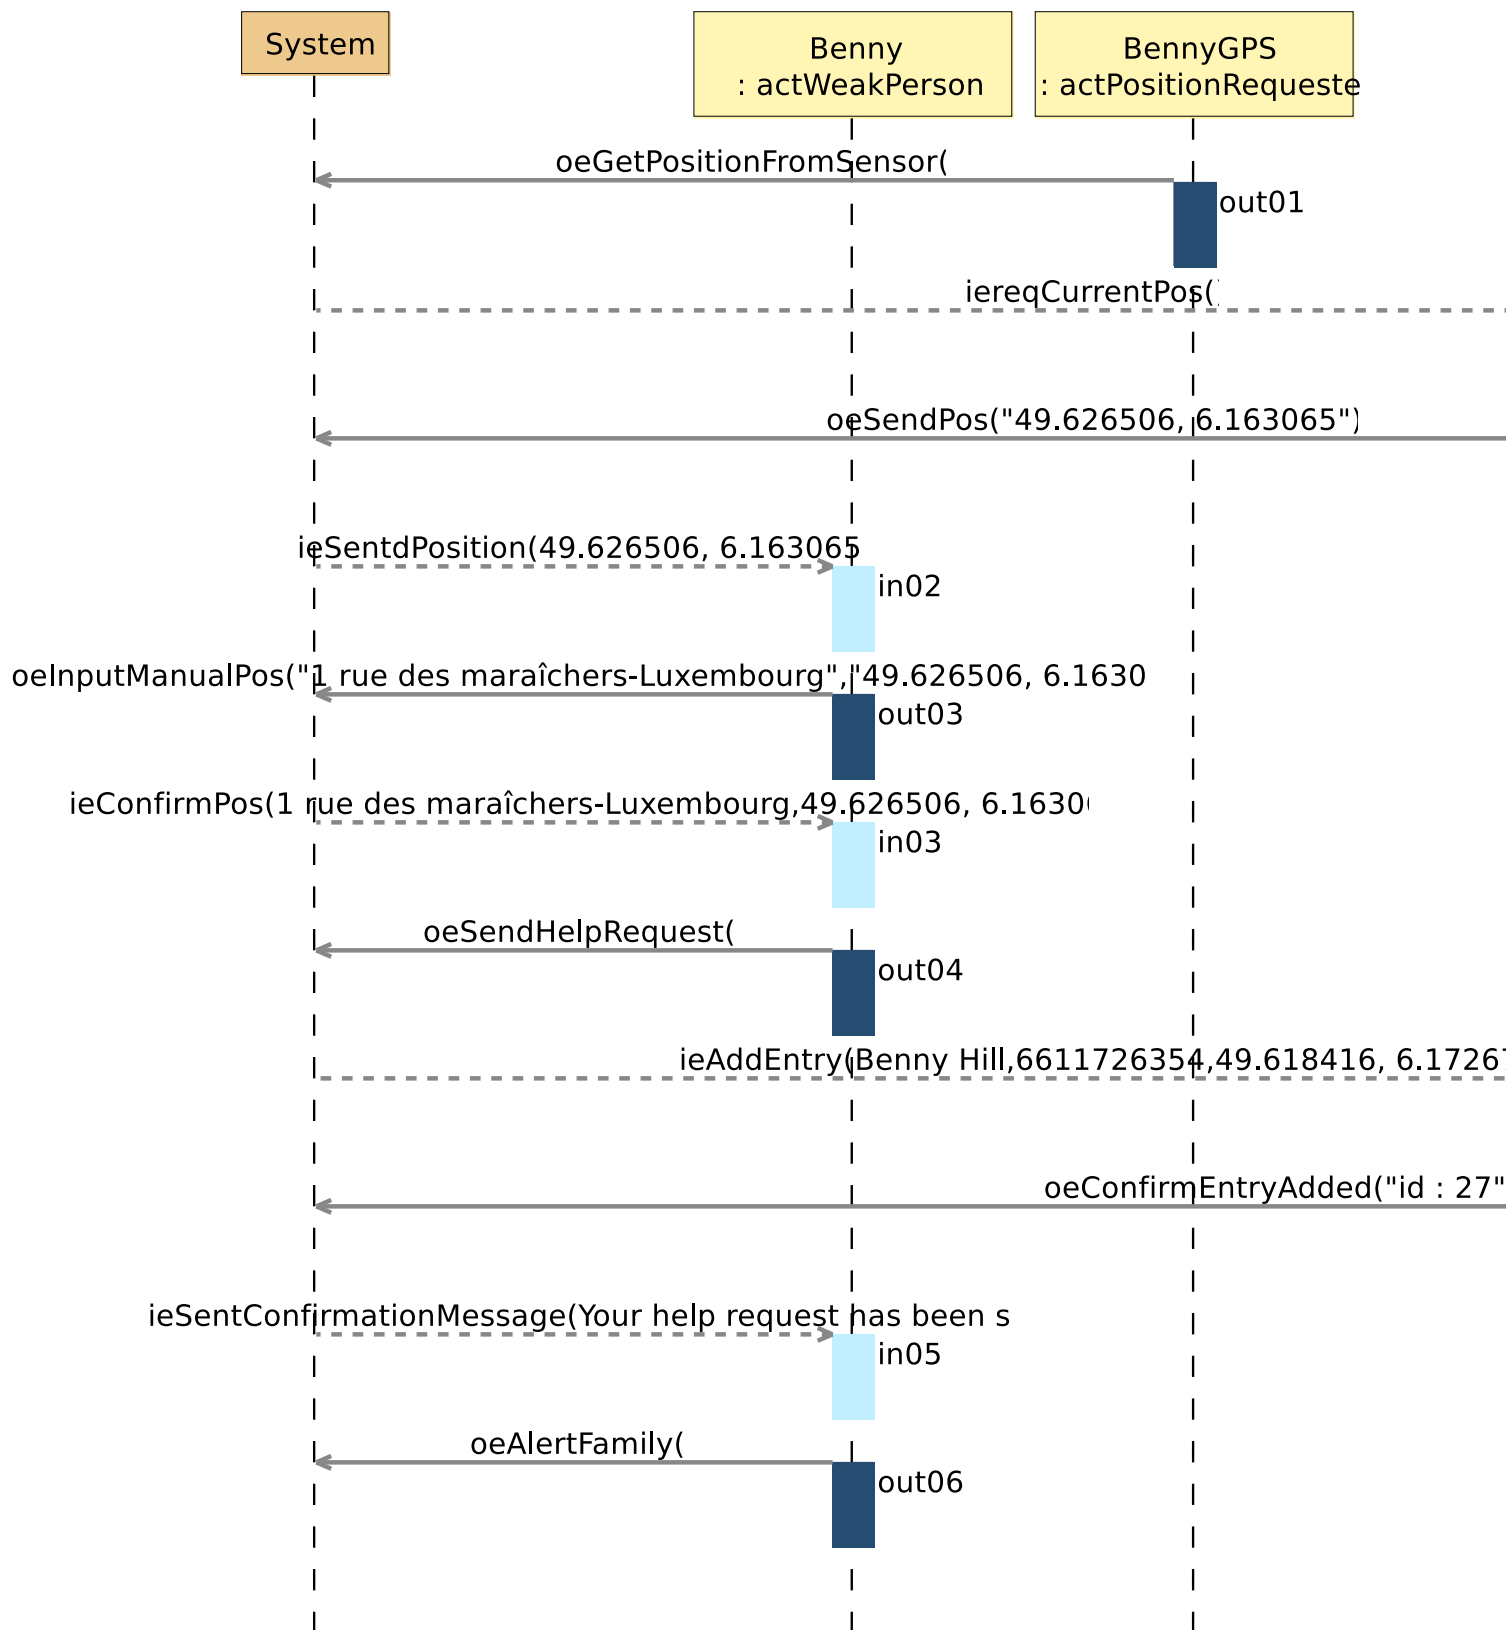 System
Benny
: actWeakPerson
BennyGPS
: actPositionRequeste
oeGetPositionFromSensor(
out01
iereqCurrentPos()
oeSendPos("49.626506, 6.163065")
ieSentdPosition(49.626506, 6.163065
in02
oeInputManualPos("1 rue des maraîchers-Luxembourg","49.626506, 6.1630
out03
ieConfirmPos(1 rue des maraîchers-Luxembourg,49.626506, 6.1630
in03
oeSendHelpRequest(
out04
ieAddEntry(Benny Hill,6611726354,49.618416, 6.17267
oeConfirmEntryAdded("id : 27"
ieSentConfirmationMessage(Your help request has been s
in05
oeAlertFamily(
out06